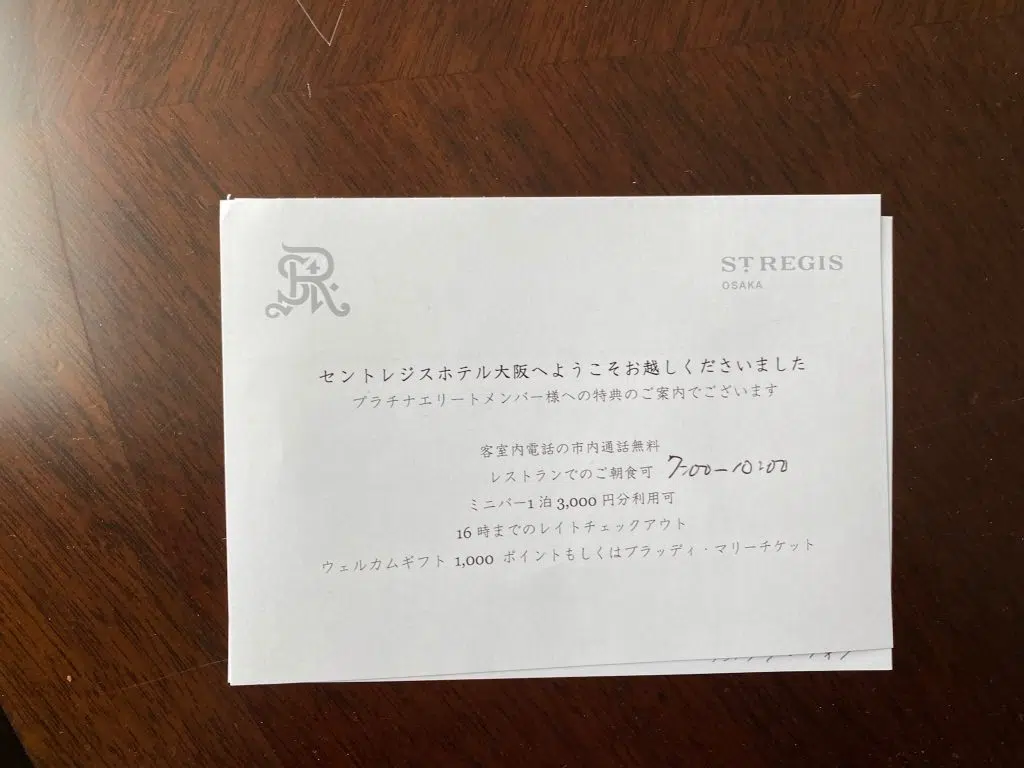 ST REGIS
OSAKA
セントレジスホテル大阪へようこそお越しくださいました
プラチナエリートメンバー様への特典のご案内でございます
客室内電話の市内通話無料
レストランでのご朝食可 7:00-10:00
ミニバー1泊3,000円分利用可
16時までのレイトチェックアウト
ウェルカムギフト 1,000 ポイントもしくはブラッディ・マリーチケット